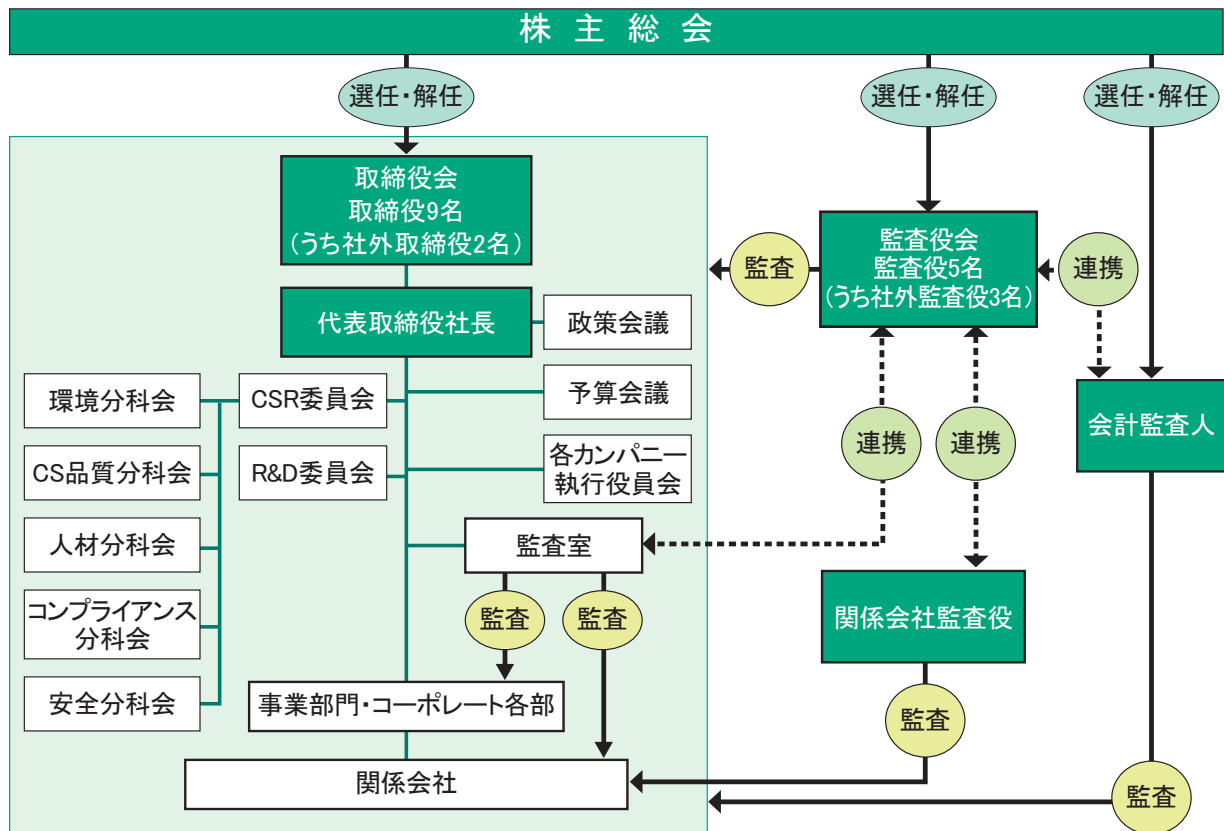 株主総会
選任・解任
選任・解任
選任・解任
取締役会
取締役9名
(うち社外取締役2名)
監査役会
監査役5名
(うち社外監査役3名)
監査
連携
代表取締役社長
政策会議
環境分科会
CSR委員会
予算会議
会計監査人
CS品質分科会
R&D委員会
各カンパニー
執行役員会
連携
連携
人材分科会
監査室
コンプライアンス
分科会
監査
監査
関係会社監査役
安全分科会
事業部門・コーポレート各部
監査
関係会社
監査